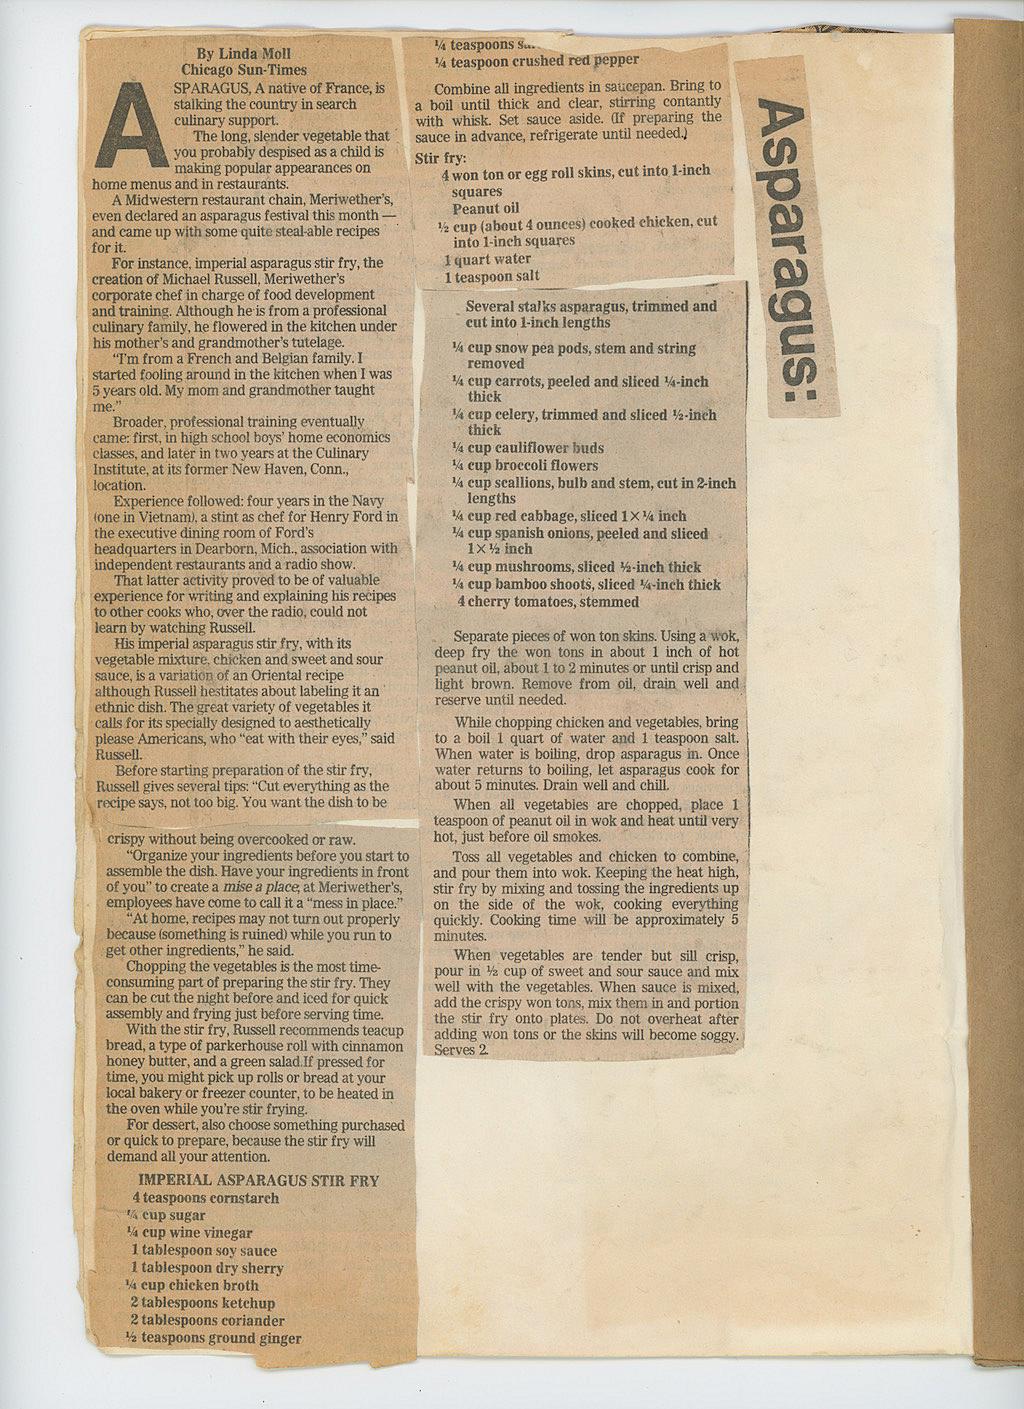 By Linda Moll
Chicago Sun-Times
ASPARAGUS, A native of France, is
stalking the country in search
culinary support.
The long, slender vegetable that
you probably despised as a child is
making popular appearances on
home menus and in restaurants.
A Midwestern restaurant chain, Meriwether's,
even declared an asparagus festival this month —
and came up with some quite steal-able recipes
for it.
For instance, imperial asparagus stir fry, the
creation of Michael Russell, Meriwether's
corporate chef in charge of food development
and training. Although he is from a professional
culinary family, he flowered in the kitchen under
his mother's and grandmother's tutelage.
"I'm from a French and Belgian family. I
started fooling around in the kitchen when I was
5 years old. My mom and grandmother taught
me."
Broader, professional training eventually
came: first, in high school boys' home economics
classes, and later in two years at the Culinary
Institute, at its former New Haven, Conn.,
location.
Experience followed: four years in the Navy
(one in Vietnam), a stint as chef for Henry Ford in
the executive dining room of Ford's
headquarters in Dearborn, Mich., association with
independent restaurants and a radio show.
That latter activity proved to be of valuable
experience for writing and explaining his recipes
to other cooks who, over the radio, could not
learn by watching Russell.
His imperial asparagus stir fry, with its
vegetable mixture, chicken and sweet and sour
sauce, is a variation of an Oriental recipe
although Russell hestitates about labeling it an
ethnic dish. The great variety of vegetables it
calls for its specially designed to aesthetically
please Americans, who "eat with their eyes," said
Russell.
Before starting preparation of the stir fry,
Russell gives several tips: "Cut everything as the
recipe says, not too big. You want the dish to be
crispy without being overcooked or raw.
"Organize your ingredients before you start to
assemble the dish. Have your ingredients in front
of you" to create a mise a place; at Meriwether's,
employees have come to call it a "mess in place."
"At home, recipes may not turn out properly
because (something is ruined) while you run to
get other ingredients," he said.
Chopping the vegetables is the most time-
consuming part of preparing the stir fry. They
can be cut the night before and iced for quick
assembly and frying just before serving time.
With the stir fry, Russell recommends teacup
bread, a type of parkerhouse roll with cinnamon
honey butter, and a green salad.If pressed for
time, you might pick up rolls or bread at your
local bakery or freezer counter, to be heated in
the oven while you're stir frying.
For dessert, also choose something purchased
or quick to prepare, because the stir fry will
demand all your attention.
IMPERIAL ASPARAGUS STIR FRY
4 teaspoons cornstarch
¼ cup sugar
¼ cup wine vinegar
1 tablespoon soy sauce
1 tablespoon dry sherry
¼ cup chicken broth
2 tablespoons ketchup
2 tablespoons coriander
½ teaspoons ground ginger
¼ teaspoons
¼ teaspoon crushed red pepper
Combine all ingredients in saucepan. Bring to
a boil until thick and clear, stirring contantly
with whisk. Set sauce aside. (If preparing the
sauce in advance, refrigerate until needed.)
Stir fry:
4 won ton or egg roll skins, cut into 1-inch
squares
Peanut oil
½ cup (about 4 ounces) cooked chicken, cut
into 1-inch squares
1 quart water
1 teaspoon salt
Several stalks asparagus, trimmed and
cut into 1-inch lengths
¼ cup snow pea pods, stem and string
removed
¼ cup carrots, peeled and sliced ¼-inch
thick
¼ cup celery, trimmed and sliced ½-inch
thick
¼ cup cauliflower buds
¼ cup broccoli flowers
¼ cup scallions, bulb and stem, cut in 2-inch
lengths
¼ cup red cabbage, sliced 1×¼ inch
¼ cup spanish onions, peeled and sliced
1×½ inch
¼ cup mushrooms, sliced ½-inch thick
¼ cup bamboo shoots, sliced ¼-inch thick
4 cherry tomatoes, stemmed
Separate pieces of won ton skins. Using a wok,
deep fry the won tons in about 1 inch of hot
peanut oil, about 1 to 2 minutes or until crisp and
light brown. Remove from oil, drain well and
reserve until needed.
While chopping chicken and vegetables, bring
to a boil 1 quart of water and 1 teaspoon salt.
When water is boiling, drop asparagus in. Once
water returns to boiling, let asparagus cook for
about 5 minutes. Drain well and chill.
When all vegetables are chopped, place 1
teaspoon of peanut oil in wok and heat until very
hot, just before oil smokes.
Toss all vegetables and chicken to combine,
and pour them into wok. Keeping the heat high,
stir fry by mixing and tossing the ingredients up
on the side of the wok, cooking everything
quickly. Cooking time will be approximately 5
minutes.
When vegetables are tender but sill crisp,
pour in ½ cup of sweet and sour sauce and mix
well with the vegetables. When sauce is mixed,
add the crispy won tons, mix them in and portion
the stir fry onto plates. Do not overheat after
adding won tons or the skins will become soggy.
Serves 2.
Asparagus: